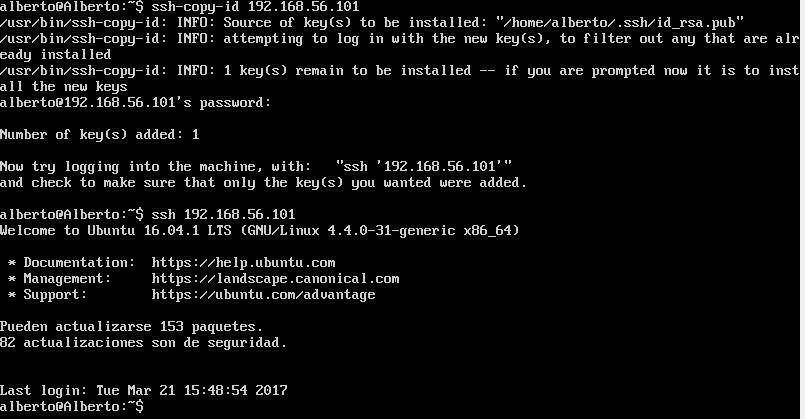 alberto@Alberto:~$ ssh-copy-id 192.168.56.101
/usr/bin/ssh-copy-id: INFO: Source of key(s) to be installed: "/home/alberto/.ssh/id_rsa.pub"
/usr/bin/ssh-copy-id: INFO: attempting to log in with the new key(s), to filter out any that are alr
eady installed
/usr/bin/ssh-copy-id: INFO: 1 key(s) remain to be installed -- if you are prompted now it is to inst
all the new keys
alberto@192.168.56.101's password:
Number of key(s) added: 1
Now try logging into the machine, with:   "ssh '192.168.56.101'"
and check to make sure that only the key(s) you wanted were added.
alberto@Alberto:~$ ssh 192.168.56.101
Welcome to Ubuntu 16.04.1 LTS (GNU/Linux 4.4.0-31-generic x86_64)
* Documentation:  https://help.ubuntu.com
* Management:     https://landscape.canonical.com
* Support:        https://ubuntu.com/advantage
Pueden actualizarse 153 paquetes.
82 actualizaciones son de seguridad.
Last login: Tue Mar 21 15:48:54 2017
alberto@Alberto:~$